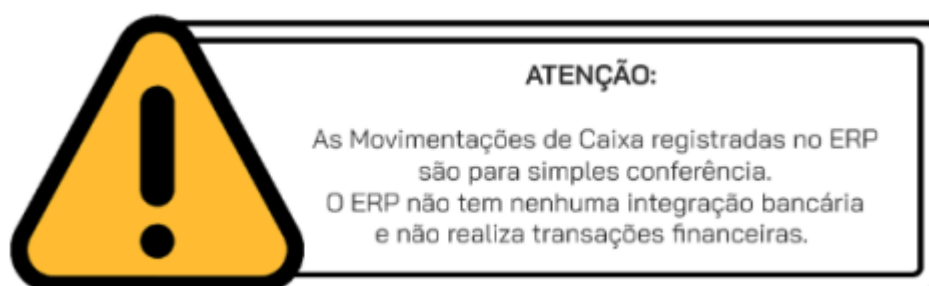 ATENÇÃO:
As Movimentações de Caixa registradas no ERP
são para simples conferência.
O ERP não tem nenhuma integração bancária
e não realiza transações financeiras.